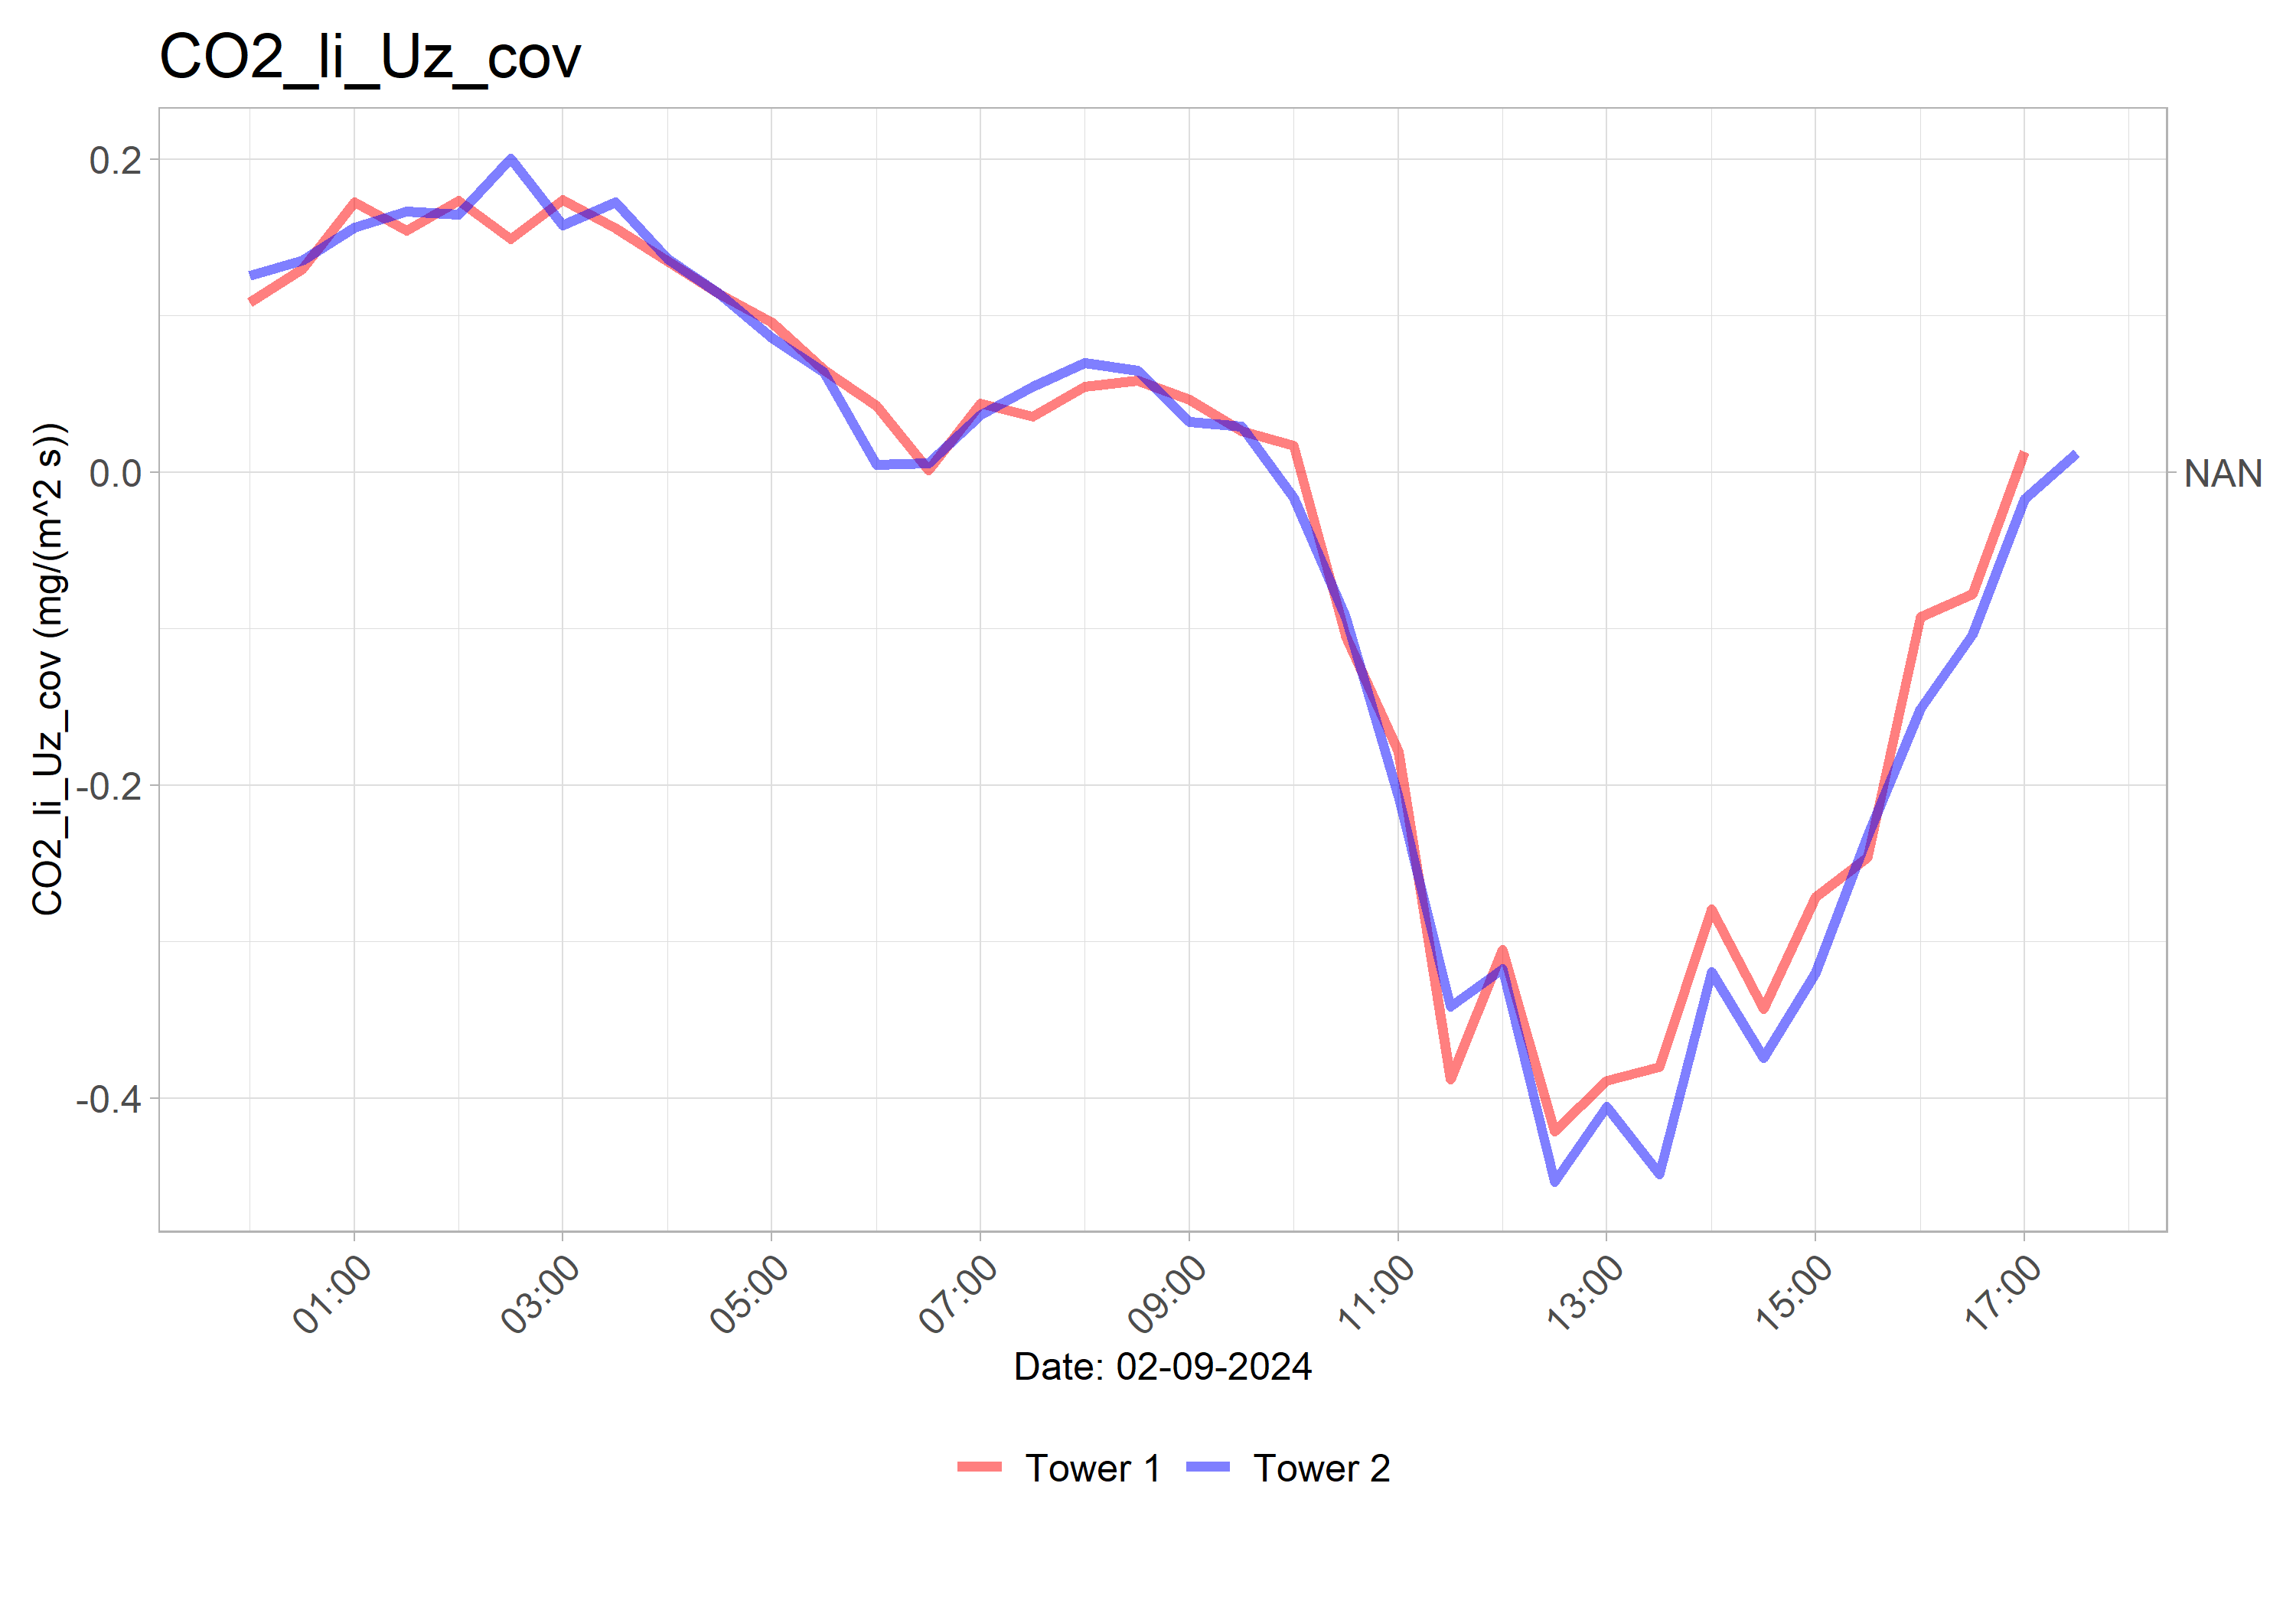 CO2_li_Uz_cov
CO2_li_Uz_cov (mg/(m^2 s))
0.2
0.0
-0.2
-0.4
NAN
01:00
03:00
05:00
07:00
09:00
11:00
13:00
15:00
17:00
Date: 02-09-2024
Tower 1
Tower 2